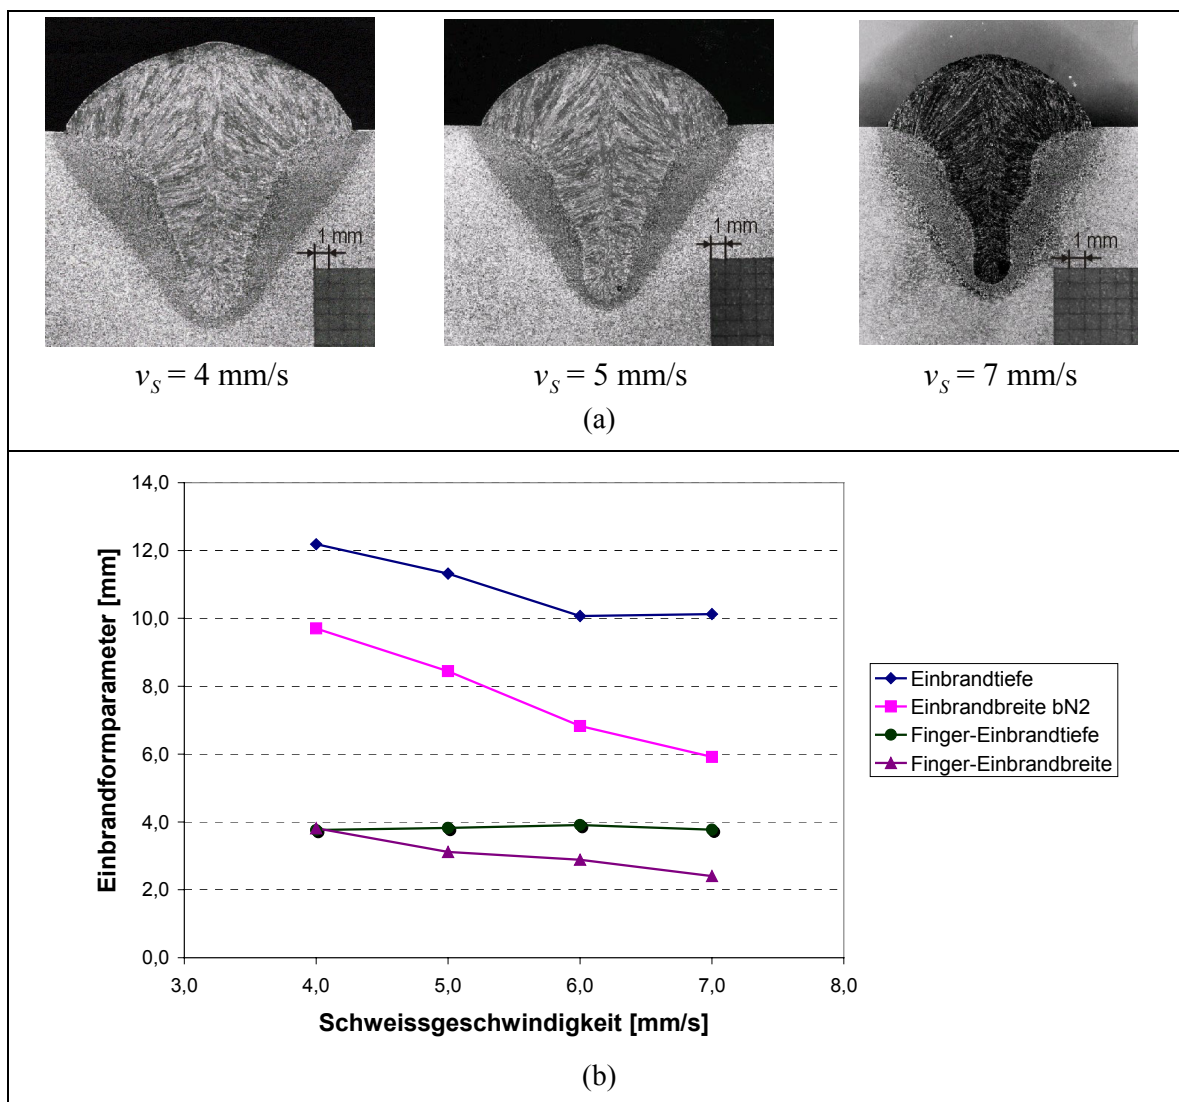 1 mm
1 mm
1 mm
v_S = 4 mm/s
v_S = 5 mm/s
v_S = 7 mm/s
(a)
14,0
12,0
10,0
8,0
6,0
4,0
2,0
0,0
Einbrandformparameter [mm]
3,0 4,0 5,0 6,0 7,0 8,0
Schweissgeschwindigkeit [mm/s]
Einbrandtiefe
Einbrandbreite bN2
Finger-Einbrandtiefe
Finger-Einbrandbreite
(b)